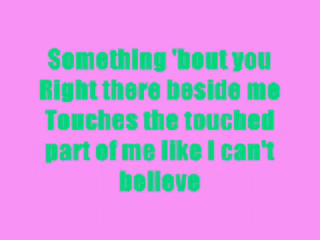 Something 'bout you
Right there beside me
Touches the touched
part of me like I can't
believe